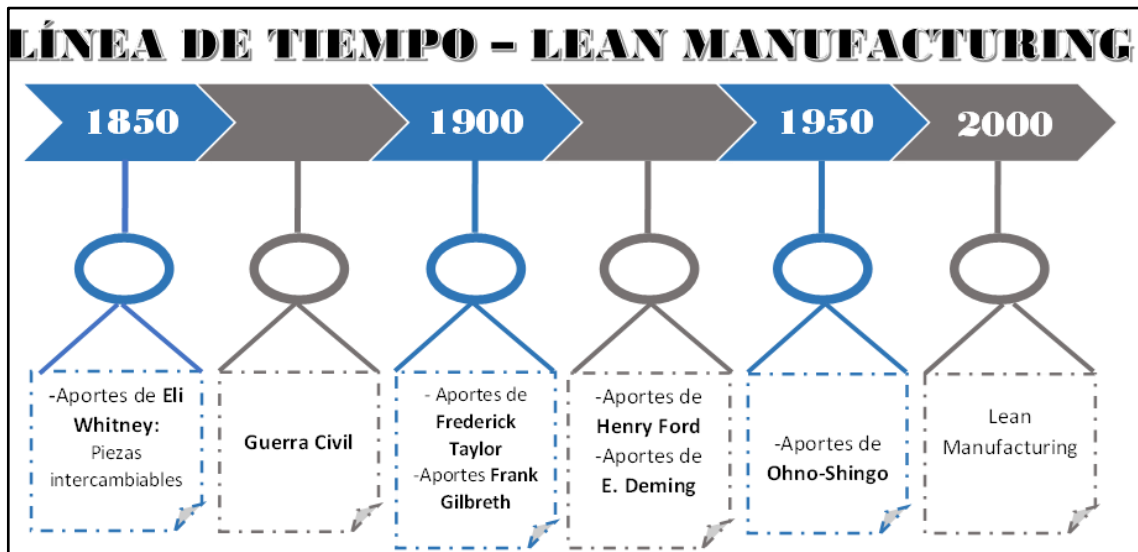 LÍNEA DE TIEMPO – LEAN MANUFACTURING
1850
1900
1950
2000
-Aportes de Eli
Whitney:
Piezas
intercambiables
Guerra Civil
- Aportes de
Frederick
Taylor
-Aportes Frank
Gilbreth
-Aportes de
Henry Ford
-Aportes de
E. Deming
-Aportes de
Ohno-Shingo
Lean
Manufacturing